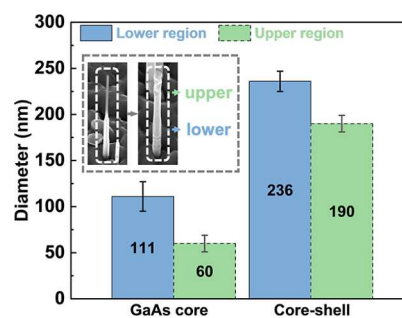 Lower region
Upper region
300
250
200
150
100
50
0
Diameter (nm)
upper
lower
111
60
236
190
GaAs core
Core-shell